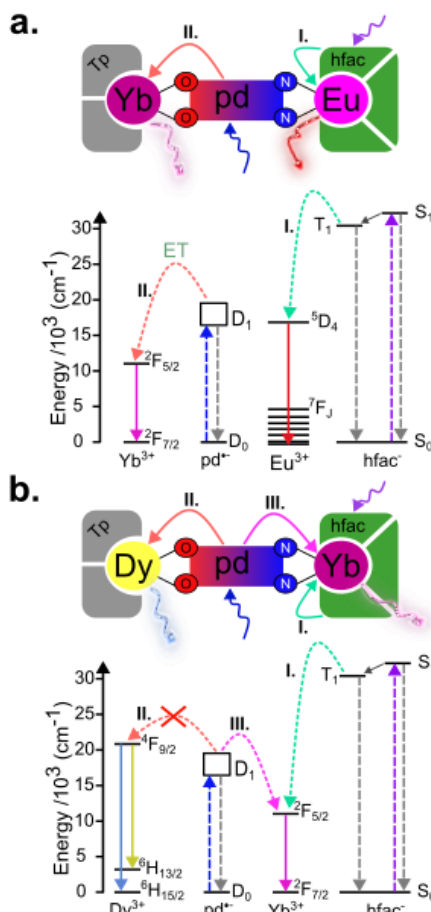 a.
II.
I.
Tp
hfac
Yb
O
O
pd
N
N
Eu
Energy /10³ (cm⁻¹)
30
25
20
15
10
5
0
ET
II.
I.
T₁
S₁
D₁
⁵D₄
²F₅/₂
⁷F_J
²F₇/₂
D₀
S₀
Yb³⁺
pd•⁻
Eu³⁺
hfac⁻
b.
II.
III.
Tp
hfac
Dy
O
O
pd
N
N
Yb
I.
Energy /10³ (cm⁻¹)
30
25
20
15
10
5
0
II.
III.
I.
T₁
S
⁴F₉/₂
D₁
²F₅/₂
⁶H₁₃/₂
⁶H₁₅/₂
D₀
²F₇/₂
S
Dy³⁺
pd•⁻
Yb³⁺
hfac⁻